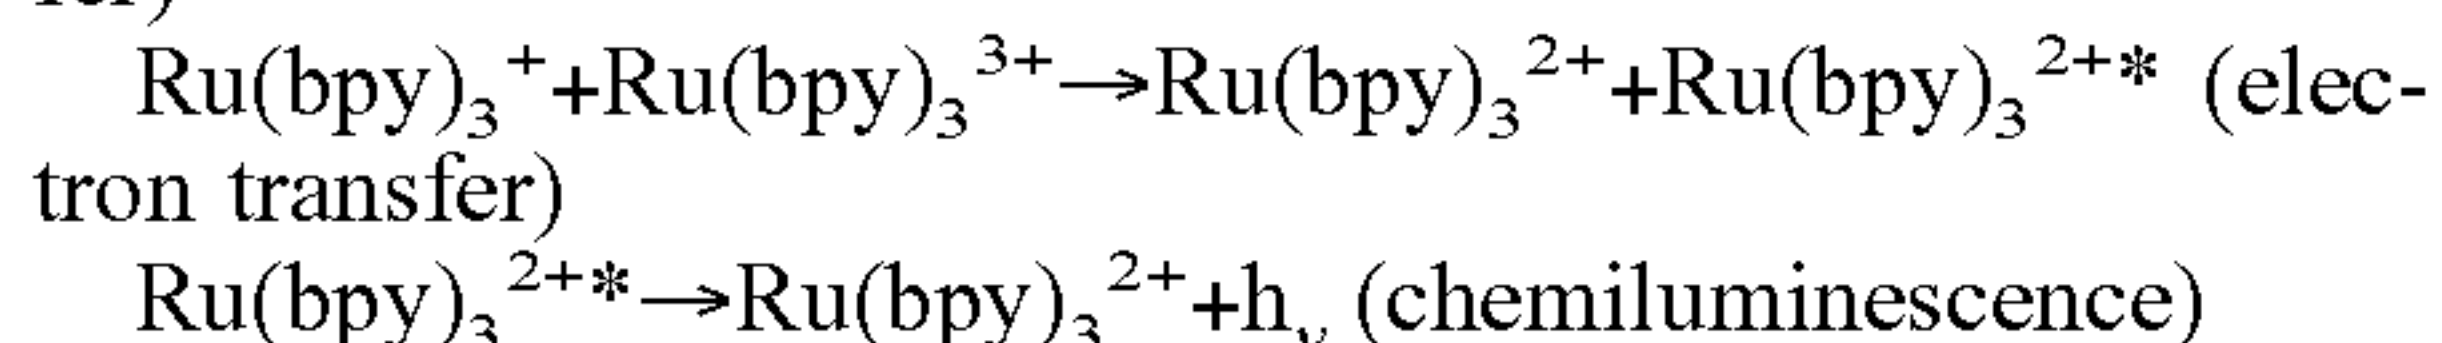 Ru(bpy)₃⁺+Ru(bpy)₃³⁺→Ru(bpy)₃²⁺+Ru(bpy)₃²⁺* (elec-
tron transfer)
Ru(bpy)₃²⁺*→Ru(bpy)₃²⁺+hᵥ (chemiluminescence)